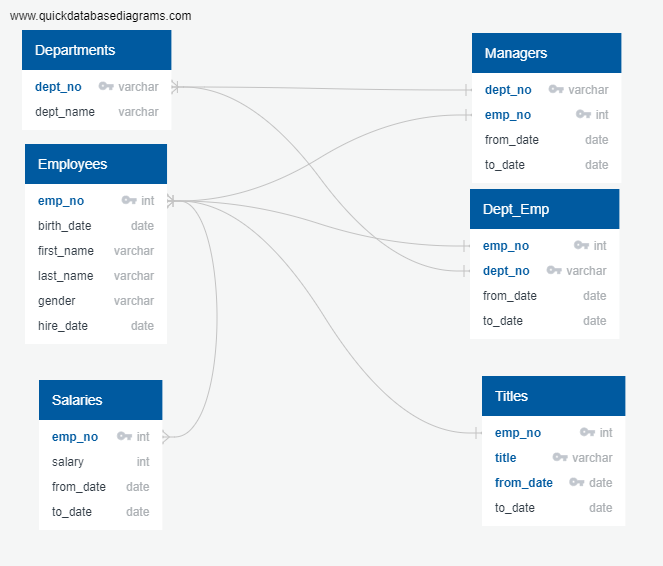 www.quickdatabasediagrams.com
Departments
dept_no varchar
dept_name varchar
Employees
emp_no int
birth_date date
first_name varchar
last_name varchar
gender varchar
hire_date date
Salaries
emp_no int
salary int
from_date date
to_date date
Managers
dept_no varchar
emp_no int
from_date date
to_date date
Dept_Emp
emp_no int
dept_no varchar
from_date date
to_date date
Titles
emp_no int
title varchar
from_date date
to_date date